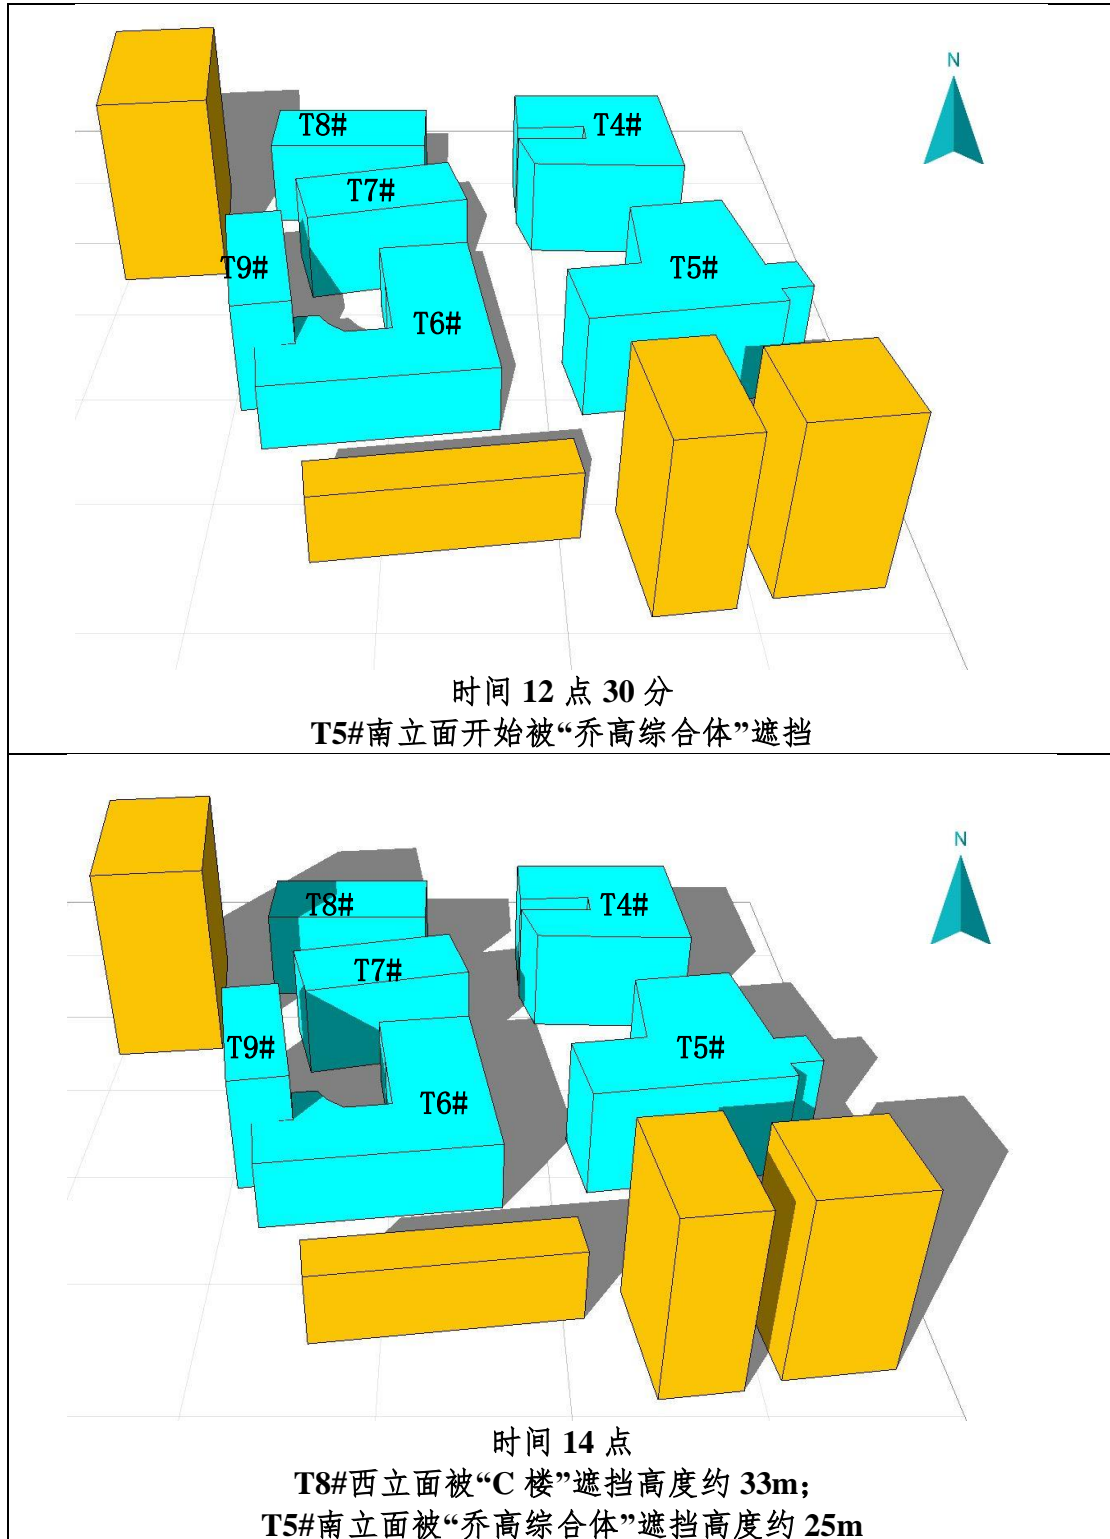 N
T8#
T4#
T7#
T9#
T5#
T6#
时间 12 点 30 分
T5#南立面开始被“乔高综合体”遮挡
N
T8#
T4#
T7#
T9#
T5#
T6#
时间 14 点
T8#西立面被“C 楼”遮挡高度约 33m；
T5#南立面被“乔高综合体”遮挡高度约 25m